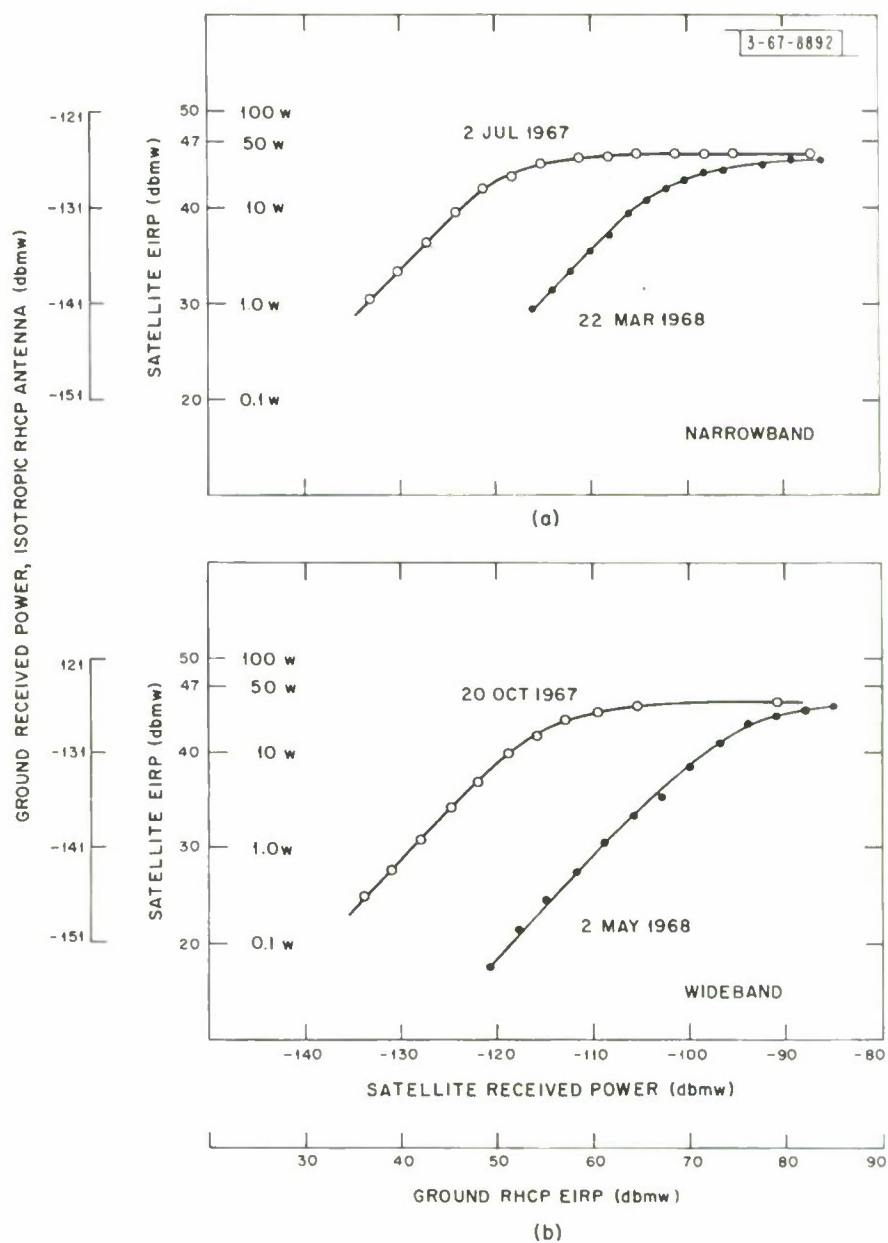 3-67-8892
GROUND RECEIVED POWER, ISOTROPIC RHCP ANTENNA (dbmw)
-121
-131
-141
-151
SATELLITE EIRP (dbmw)
50
47
40
30
20
100 w
50 w
10 w
1.0 w
0.1 w
2 JUL 1967
22 MAR 1968
NARROWBAND
(a)
121
-131
-141
-151
SATELLITE EIRP (dbmw)
50
47
40
30
20
100 w
50 w
10 w
1.0 w
0.1 w
20 OCT 1967
2 MAY 1968
WIDEBAND
-140 -130 -120 -110 -100 -90 -80
SATELLITE RECEIVED POWER (dbmw)
30 40 50 60 70 80 90
GROUND RHCP EIRP (dbmw)
(b)